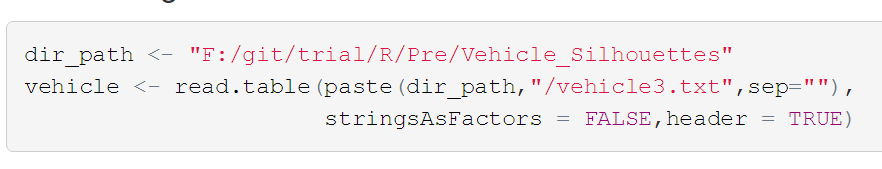 dir_path <- "F:/git/trial/R/Pre/Vehicle_Silhouettes"
vehicle <- read.table(paste(dir_path,"/vehicle3.txt",sep=""),
stringsAsFactors = FALSE,header = TRUE)